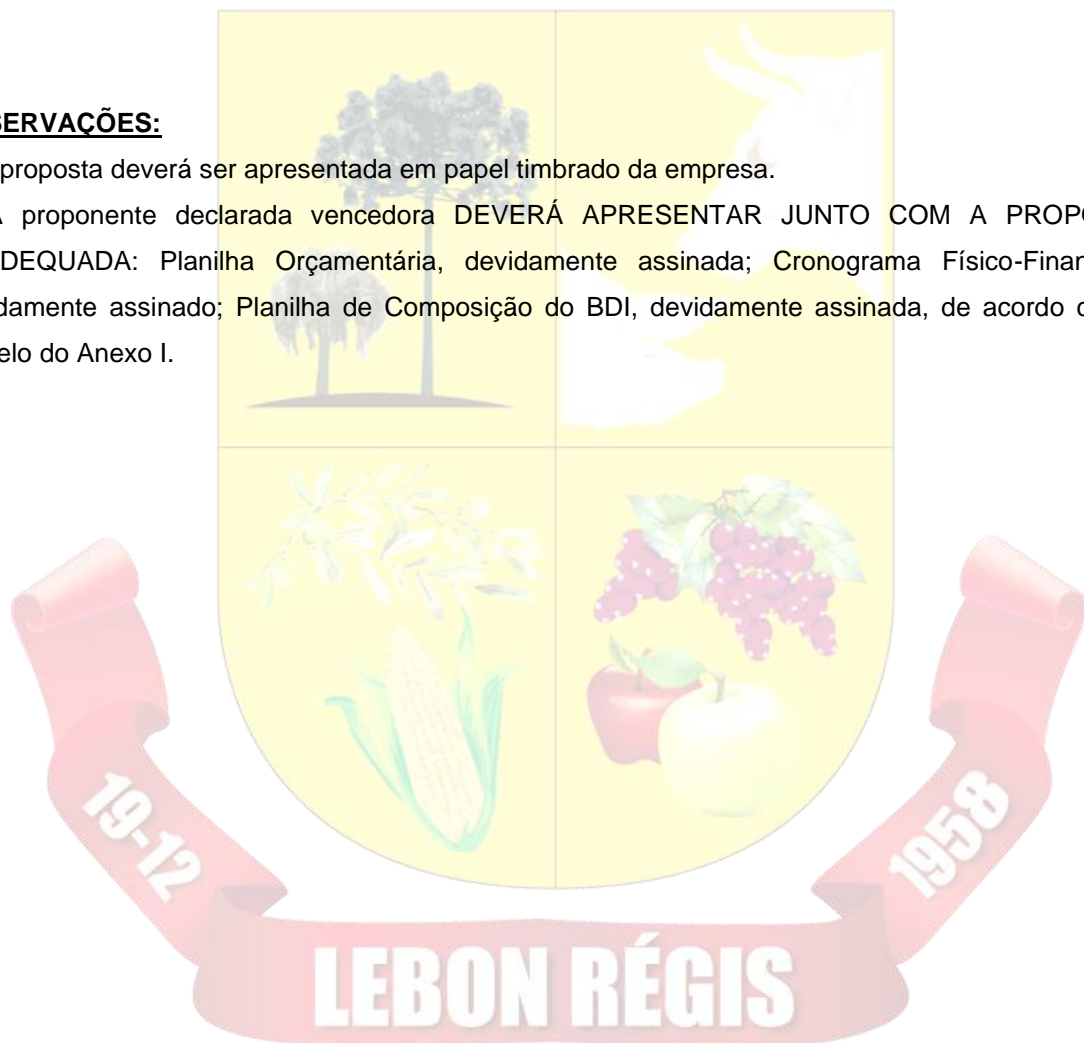 SERVAÇÕES:
proposta deverá ser apresentada em papel timbrado da empresa.
A proponente declarada vencedora DEVERÁ APRESENTAR JUNTO COM A PROPO
DEQUADA: Planilha Orçamentária, devidamente assinada; Cronograma Físico-Finan
damente assinado; Planilha de Composição do BDI, devidamente assinada, de acordo c
elo do Anexo I.
19-12
1958
LEBON RÉGIS